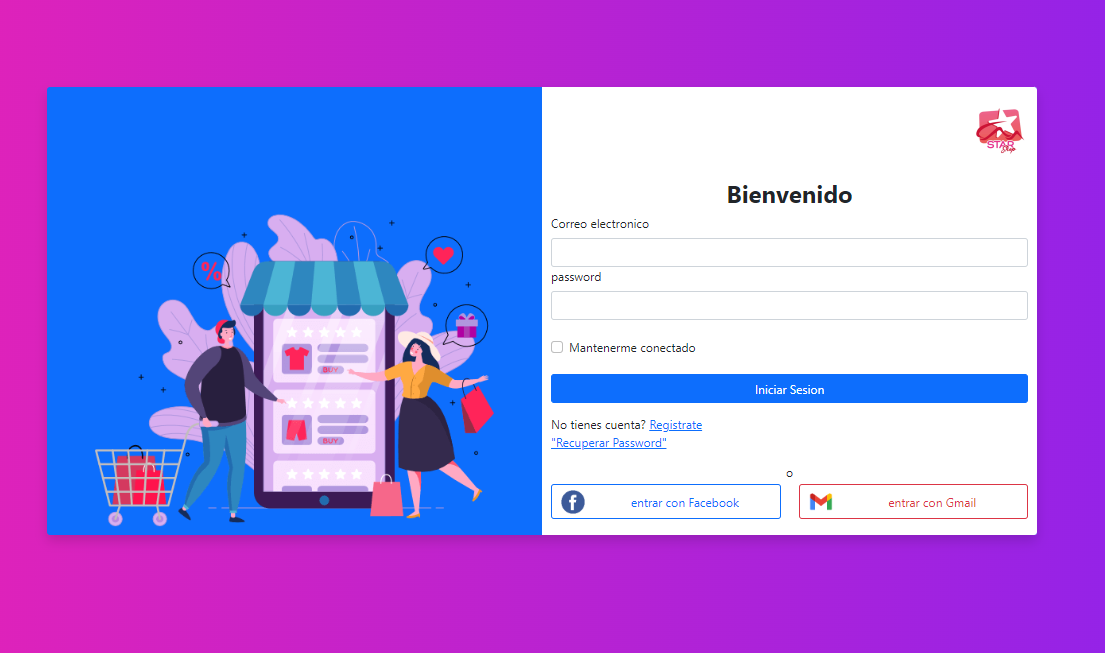 %
BUY
BUY
STAR
Shop
Bienvenido
Correo electronico
password
Mantenerme conectado
Iniciar Sesion
No tienes cuenta? Registrate
"Recuperar Password"
o
entrar con Facebook
entrar con Gmail